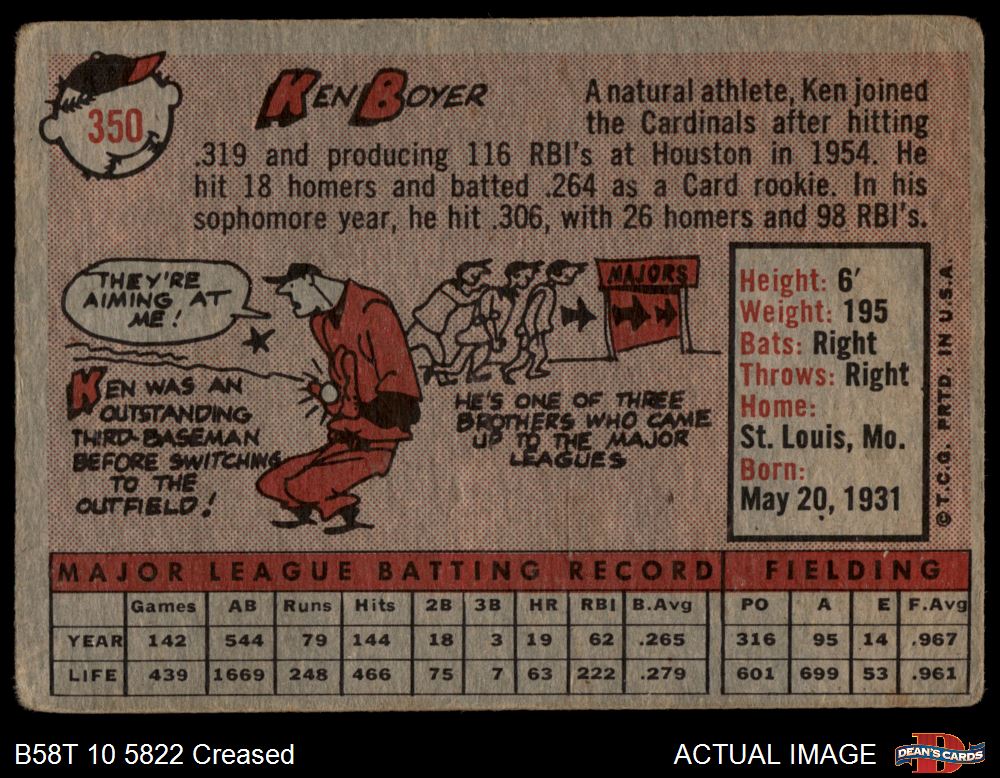 350
KEN BOYER
A natural athlete, Ken joined
the Cardinals after hitting
.319 and producing 116 RBI's at Houston in 1954. He
hit 18 homers and batted .264 as a Card rookie. In his
sophomore year, he hit .306, with 26 homers and 98 RBI's.
THEY'RE
AIMING AT
ME!
KEN WAS AN
OUTSTANDING
THIRD-BASEMAN
BEFORE SWITCHING
TO THE
OUTFIELD!
MAJORS
HE'S ONE OF THREE
BROTHERS WHO CAME
UP TO THE MAJOR
LEAGUES
Height: 6'
Weight: 195
Bats: Right
Throws: Right
Home:
St. Louis, Mo.
Born:
May 20, 1931
© T.C.G. PRTD. IN U.S.A.
MAJOR LEAGUE BATTING RECORD FIELDING
Games AB Runs Hits 2B 3B HR RBI B.Avg PO A E F.Avg
YEAR 142 544 79 144 18 3 19 62 .265 316 95 14 .967
LIFE 439 1669 248 466 75 7 63 222 .279 601 699 53 .961
B58T 10 5822 Creased ACTUAL IMAGE DEAN'S CARDS